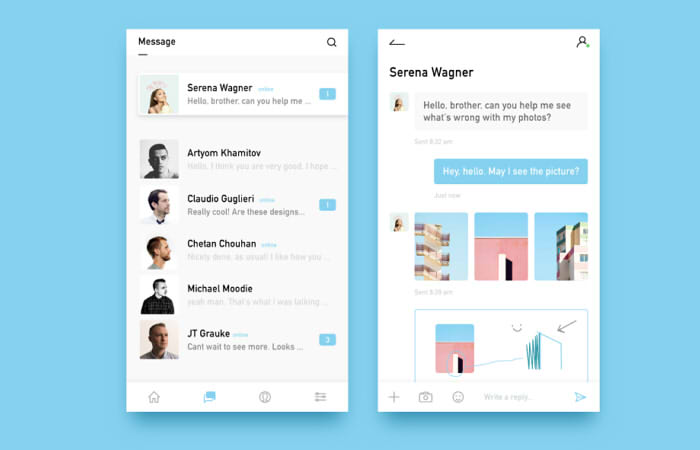 Message
Serena Wagner online
Hello, brother, can you help me ...
1
Artyom Khamitov
Hello, I think you are very good, I hope ...
Claudio Guglieri online
Really cool! Are these designs...
1
Chetan Chouhan online
Nicely done, as usual! I like how you ...
Michael Moodie
yeah man. That's what I was talking ...
JT Grauke online
Cant wait to see more. Looks ...
3
Serena Wagner
Hello, brother, can you help me see
what's wrong with my photos?
Sent 8:32 am
Hey, hello. May I see the picture?
Just now
Sent 8:39 am
Write a reply...